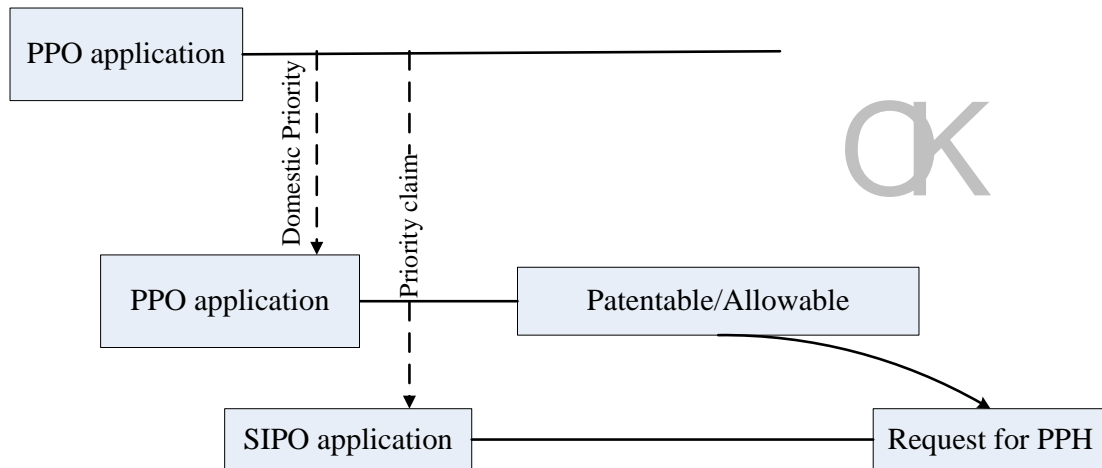 PPO application
Domestic Priority
Priority claim
OK
PPO application
Patentable/Allowable
SIPO application
Request for PPH